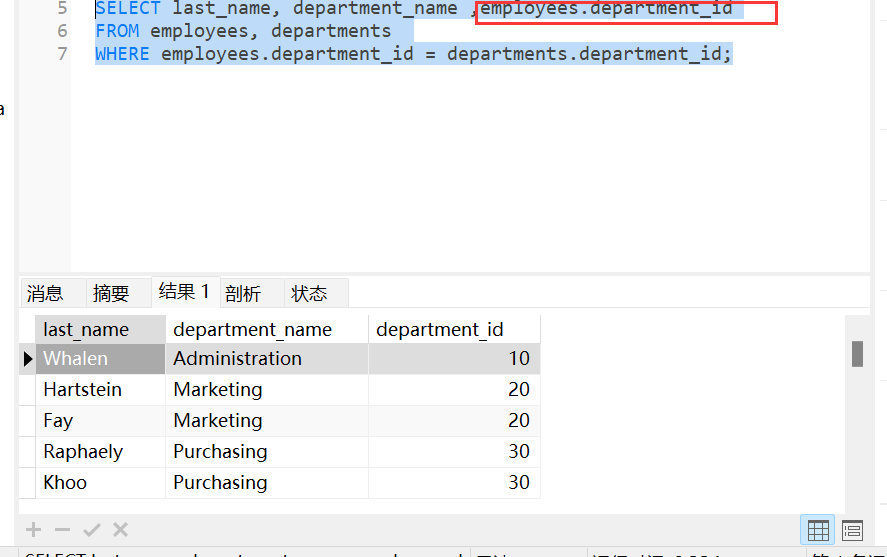 5 SELECT last_name, department_name ,employees.department_id
6 FROM employees, departments
7 WHERE employees.department_id = departments.department_id;
a
消息 摘要 结果 1 剖析 状态
last_name department_name department_id
Whalen Administration 10
Hartstein Marketing 20
Fay Marketing 20
Raphaely Purchasing 30
Khoo Purchasing 30